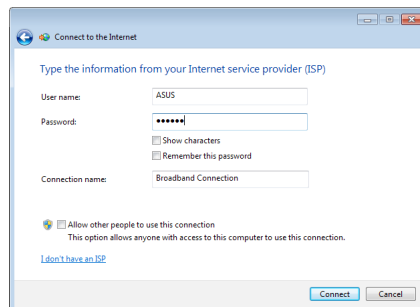 Connect to the Internet
Type the information from your Internet service provider (ISP)
User name: ASUS
Password: ••••••
Show characters
Remember this password
Connection name: Broadband Connection
Allow other people to use this connection
This option allows anyone with access to this computer to use this connection.
I don't have an ISP
Connect Cancel